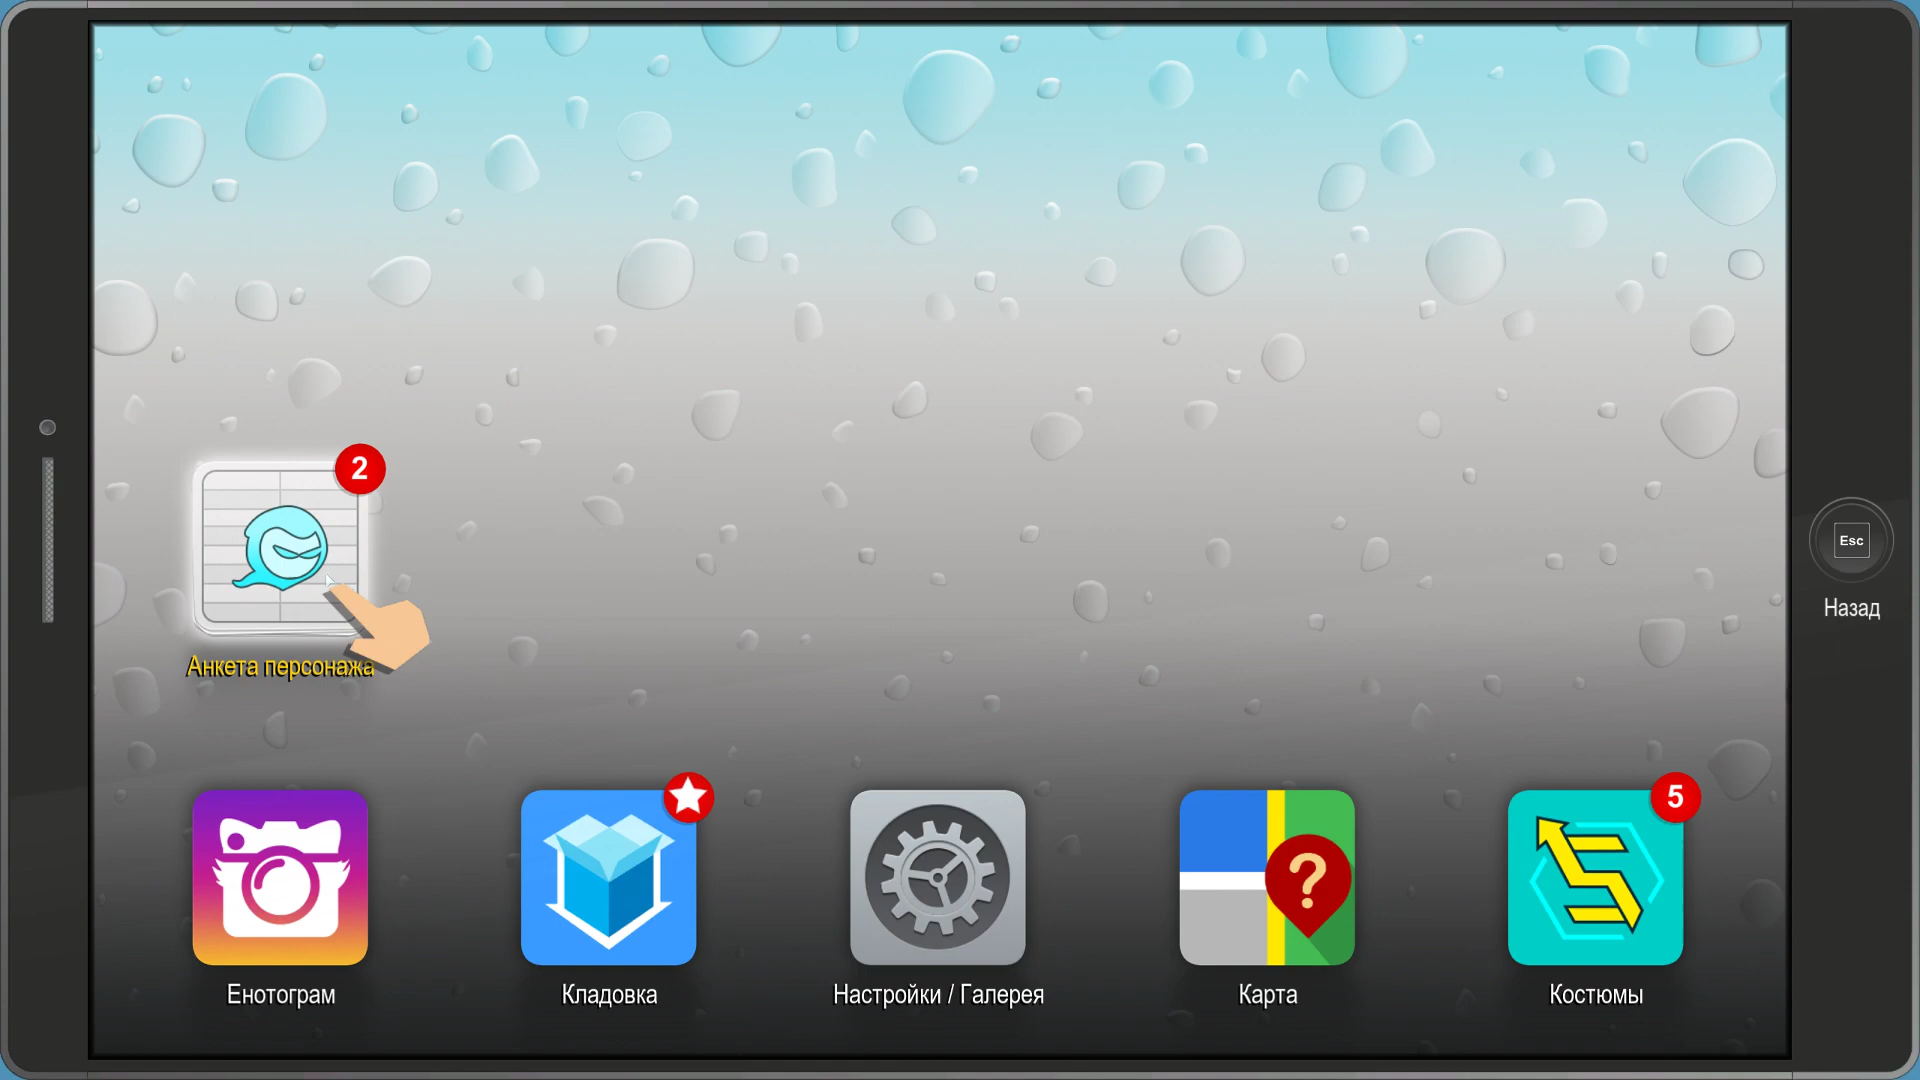 2
Анкета персонажа
Esc
Назад
5
?
Енотограм
Кладовка
Настройки / Галерея
Карта
Костюмы